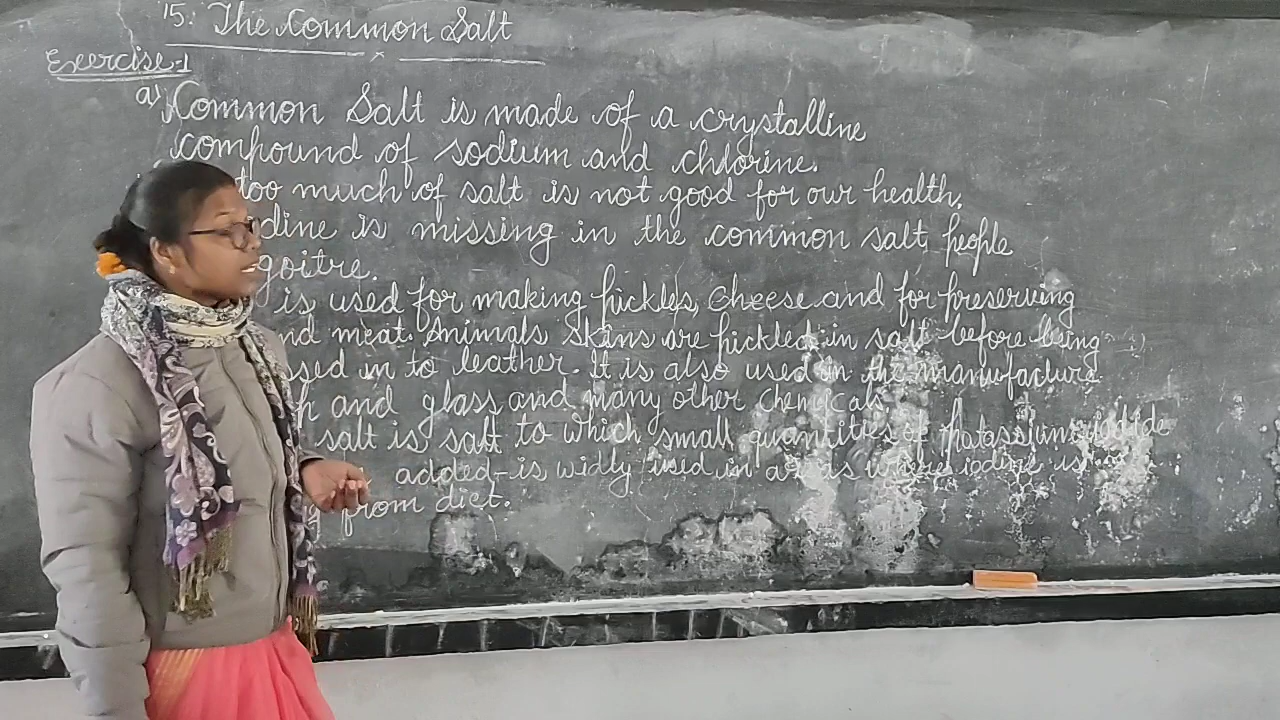 15. The Common Salt
Exercise-1
a) Common Salt is made of a crystalline
compound of sodium and chlorine.
too much of salt is not good for our health.
dine is missing in the common salt, people
goitre.
is used for making pickles, cheese and for preserving
nd meat. Animals skins are pickled in salt before being
ssed in to leather. It is also used in the manufacture
p and glass and many other chemicals.
salt is salt to which small quantities of Potassium iodide
added-is widly used in areas where iodine is
g from dict.